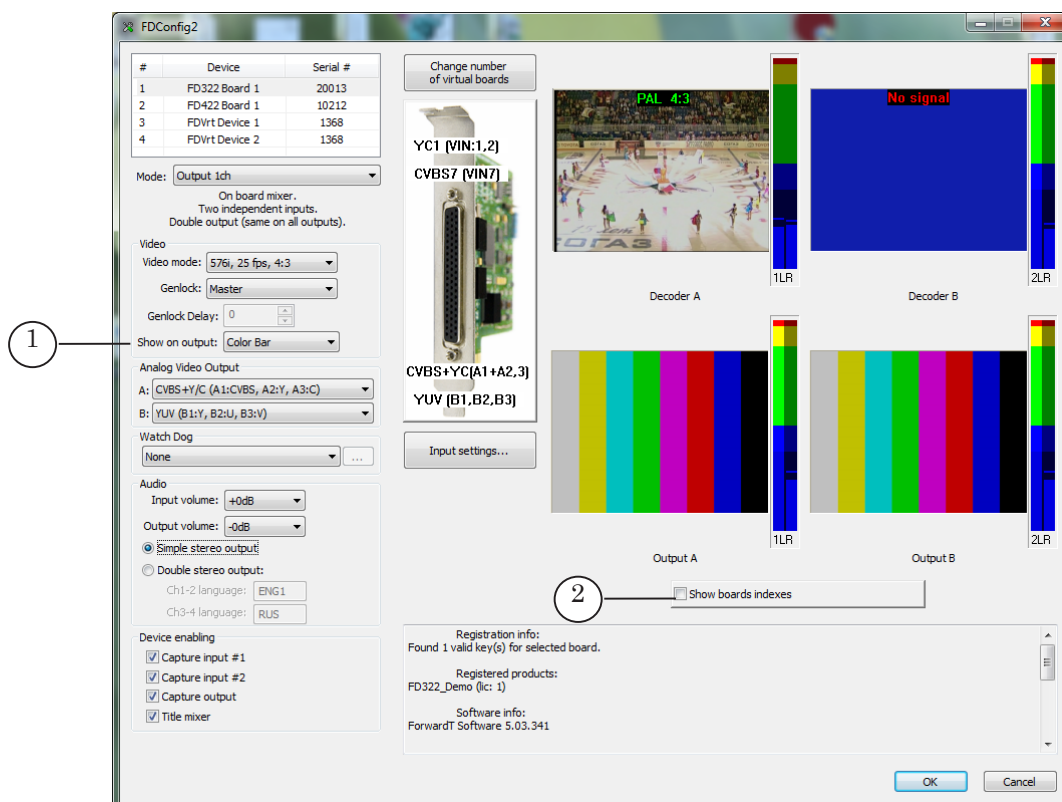 FDConfig2
# Device Serial #
1 FD322 Board 1 20013
2 FD422 Board 1 10212
3 FDVrt Device 1 1368
4 FDVrt Device 2 1368
Mode: Output 1ch
On board mixer.
Two independent inputs.
Double output (same on all outputs).
Video
Video mode: 576i, 25 fps, 4:3
Genlock: Master
Genlock Delay: 0
1
Show on output: Color Bar
Analog Video Output
A: CVBS+Y/C (A1:CVBS, A2:Y, A3:C)
B: YUV (B1:Y, B2:U, B3:V)
Watch Dog
None ...
Audio
Input volume: +0dB
Output volume: -0dB
Simple stereo output
Double stereo output:
Ch1-2 language: ENG1
Ch3-4 language: RUS
Device enabling
Capture input #1
Capture input #2
Capture output
Title mixer
Change number
of virtual boards
YC1 (VIN:1,2)
CVBS7 (VIN7)
CVBS+YC(A1+A2,3)
YUV (B1,B2,B3)
Input settings...
PAL 4:3
ОГАЗ
1LR
Decoder A
No signal
2LR
Decoder B
1LR
Output A
2LR
Output B
2
Show boards indexes
Registration info:
Found 1 valid key(s) for selected board.
Registered products:
FD322_Demo (lic: 1)
Software info:
ForwardT Software 5.03.341
OK
Cancel